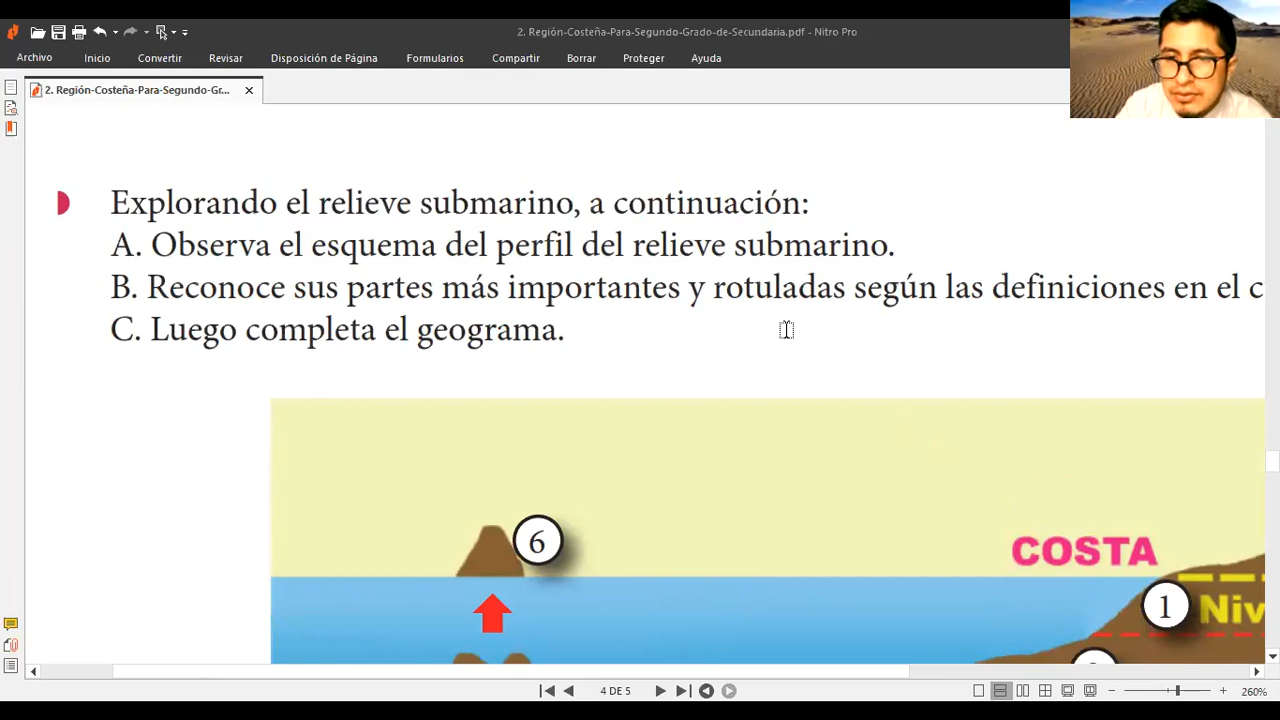 2. Región-Costeña-Para-Segundo-Grado-de-Secundaria.pdf - Nitro Pro
Archivo Inicio Convertir Revisar Disposición de Página Formularios Compartir Borrar Proteger Ayuda
2. Región-Costeña-Para-Segundo-Gr...
Explorando el relieve submarino, a continuación:
A. Observa el esquema del perfil del relieve submarino.
B. Reconoce sus partes más importantes y rotuladas según las definiciones en el c
C. Luego completa el geograma.
6
COSTA
1
Niv
4 DE 5
260%